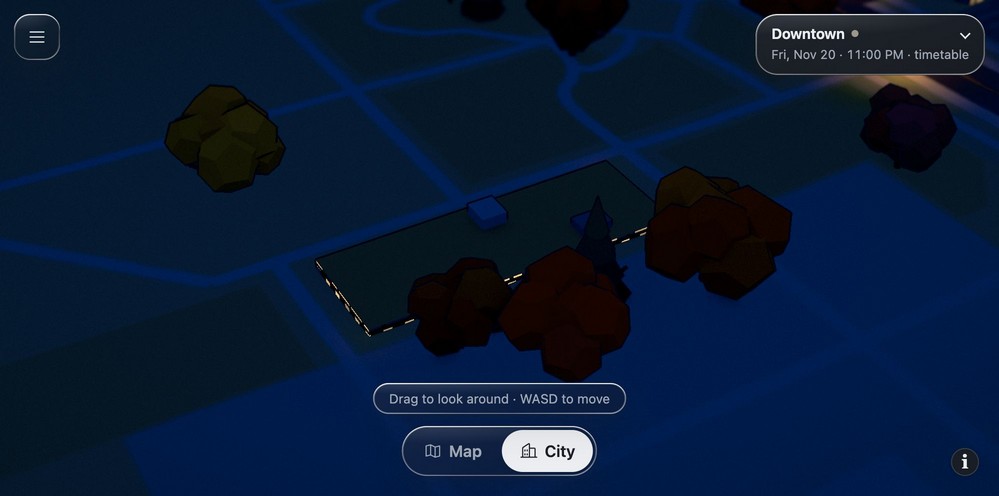 Downtown
Fri, Nov 20 · 11:00 PM · timetable
Drag to look around · WASD to move
Map
City
i